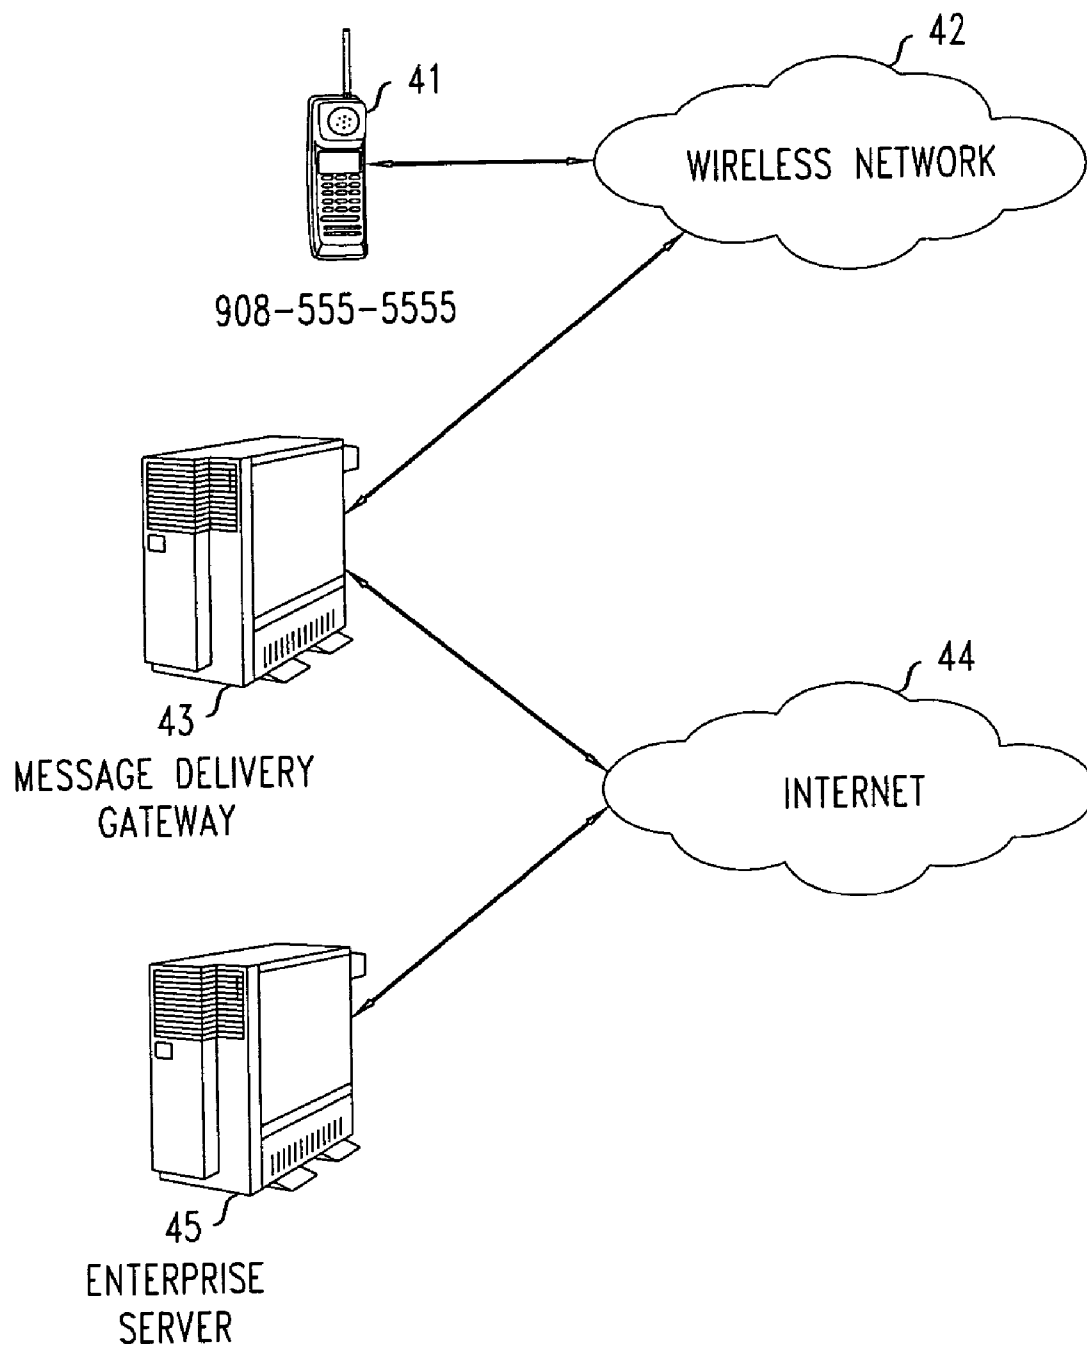 42
41
WIRELESS NETWORK
908-555-5555
44
43
MESSAGE DELIVERY
GATEWAY
INTERNET
45
ENTERPRISE
SERVER